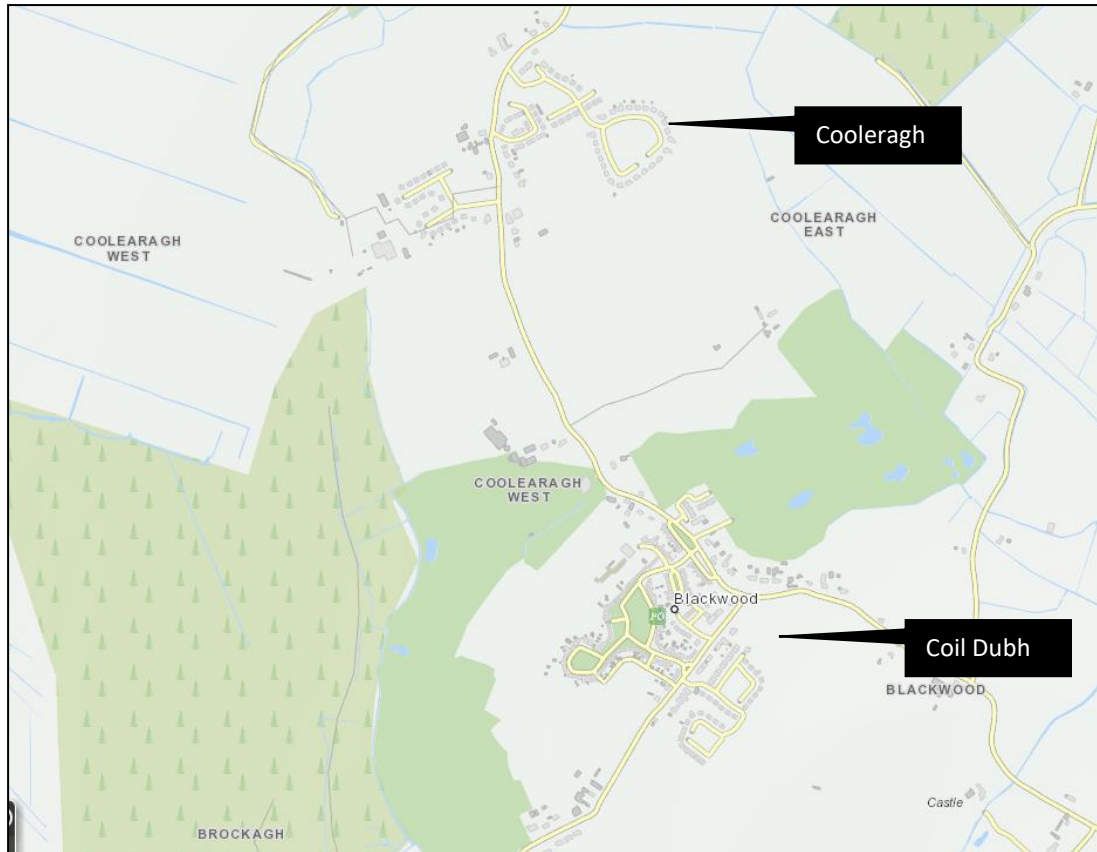 Cooleragh
COOLEARAGH
EAST
COOLEARAGH
WEST
COOLEARAGH
WEST
Blackwood
PO
Coil Dubh
BLACKWOOD
Castle
BROCKAGH